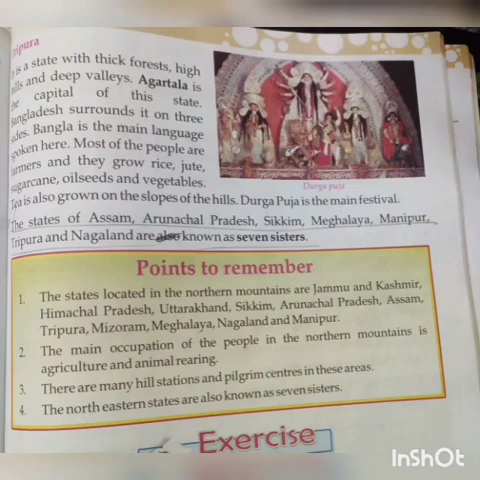 Tripura
It is a state with thick forests, high
hills and deep valleys. Agartala is
the capital of this state.
Bangladesh surrounds it on three
sides. Bangla is the main language
spoken here. Most of the people are
farmers and they grow rice, jute,
sugarcane, oilseeds and vegetables.
Durga puja
Tea is also grown on the slopes of the hills. Durga Puja is the main festival.
The states of Assam, Arunachal Pradesh, Sikkim, Meghalaya, Manipur,
Tripura and Nagaland are also known as seven sisters.
Points to remember
1. The states located in the northern mountains are Jammu and Kashmir,
Himachal Pradesh, Uttarakhand, Sikkim, Arunachal Pradesh, Assam,
Tripura, Mizoram, Meghalaya, Nagaland and Manipur.
2. The main occupation of the people in the northern mountains is
agriculture and animal rearing.
3. There are many hill stations and pilgrim centres in these areas.
4. The north eastern states are also known as seven sisters.
Exercise
InShOt